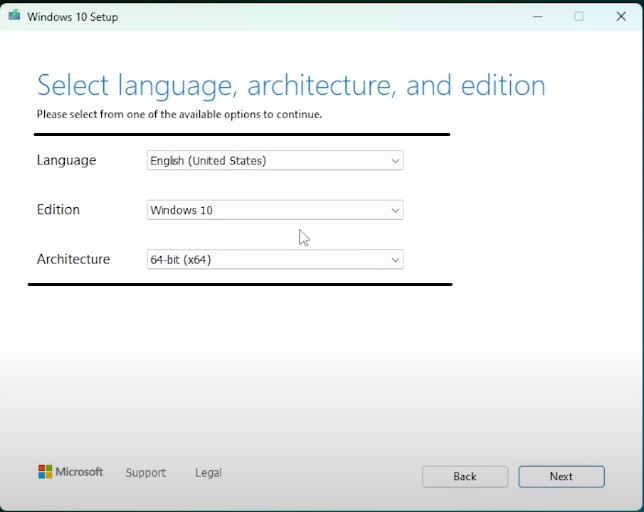 Windows 10 Setup
Select language, architecture, and edition
Please select from one of the available options to continue.
Language English (United States)
Edition Windows 10
Architecture 64-bit (x64)
Microsoft Support Legal Back Next